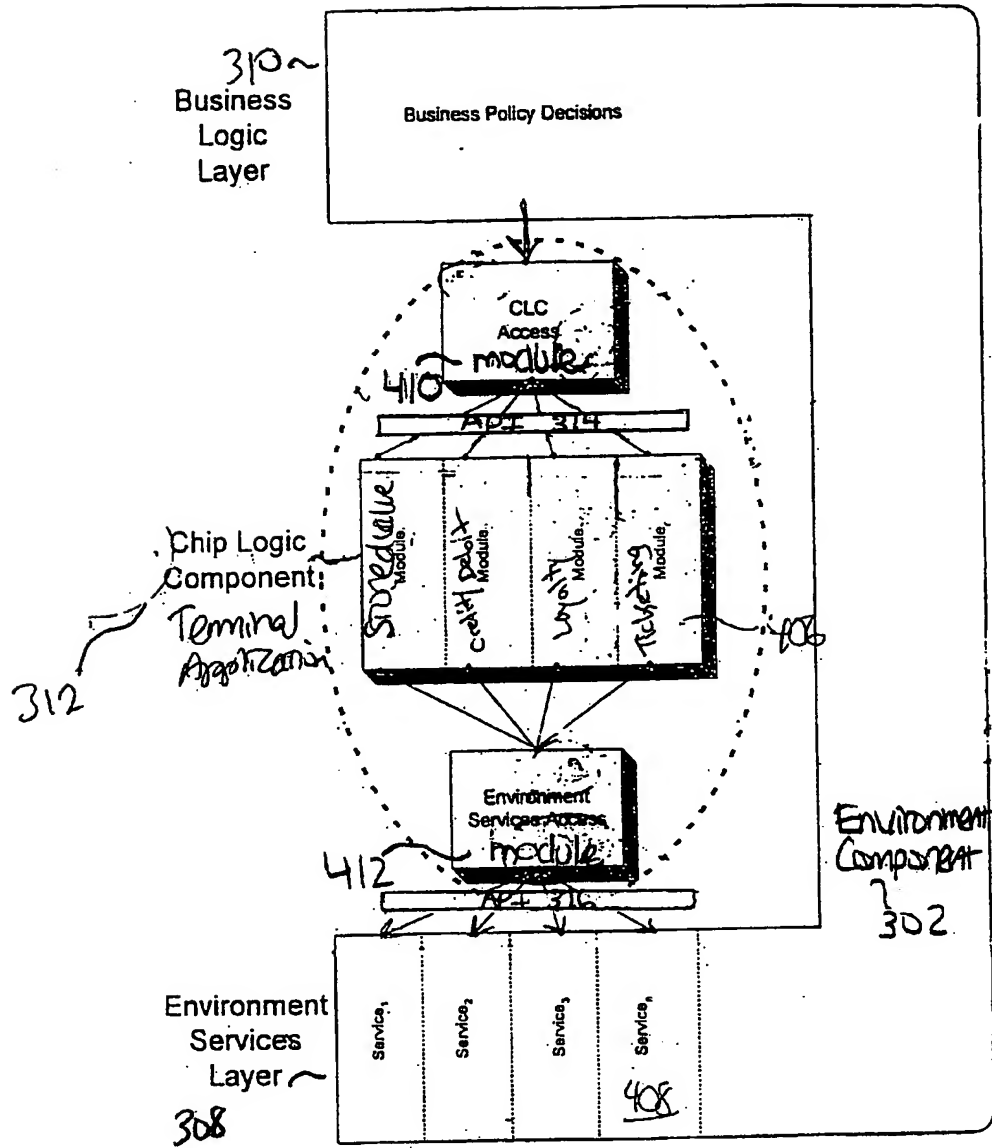 310
Business
Logic
Layer
Business Policy Decisions
CLC
Access
module
410
API 314
Stored value
Module
Credit/Debit
Module
Loyalty
Module
Ticketing
Module
Chip Logic
Component
Terminal
Application
312
406
Environment
Services Access
module
412
API 316
Environment
Component
302
Environment
Services
Layer
308
Service1
Service2
Service3
Servicen
408